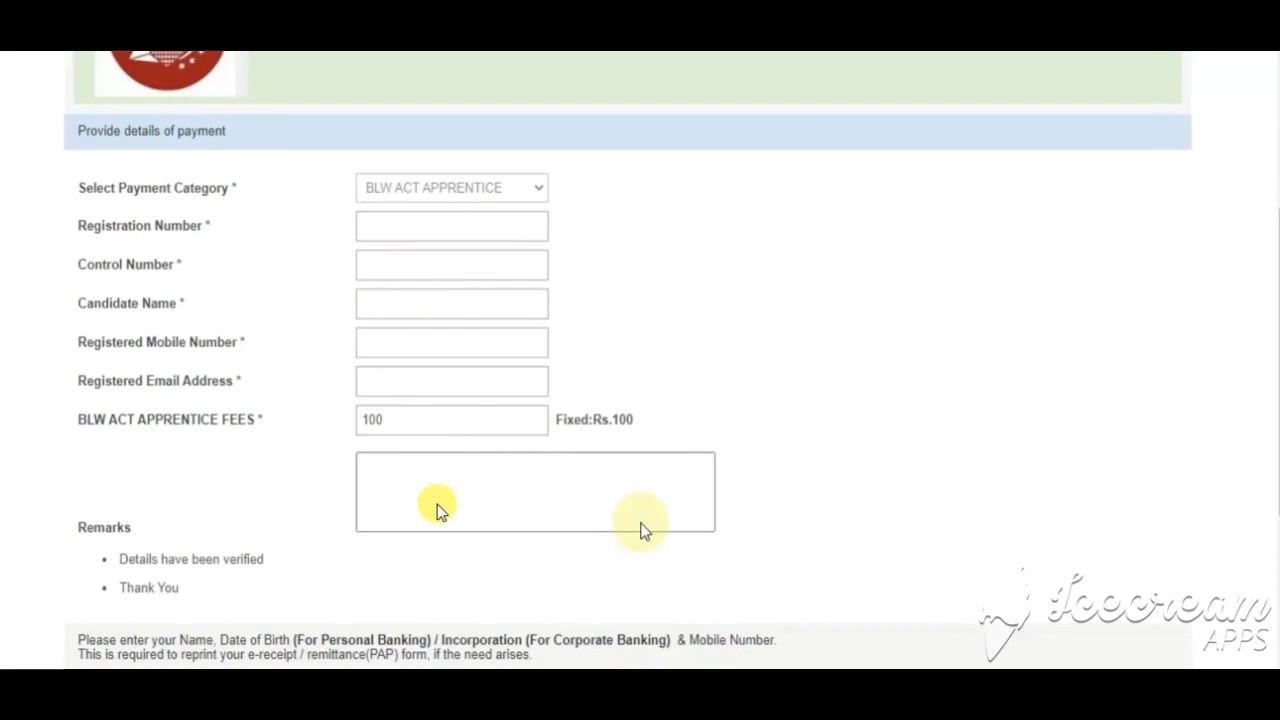 Provide details of payment
Select Payment Category *
BLW ACT APPRENTICE
Registration Number *
Control Number *
Candidate Name *
Registered Mobile Number *
Registered Email Address *
BLW ACT APPRENTICE FEES * 100 Fixed:Rs.100
Remarks
• Details have been verified
• Thank You
Please enter your Name, Date of Birth (For Personal Banking) / Incorporation (For Corporate Banking) & Mobile Number.
This is required to reprint your e-receipt / remittance(PAP) form, if the need arises.
Icecream
APPS